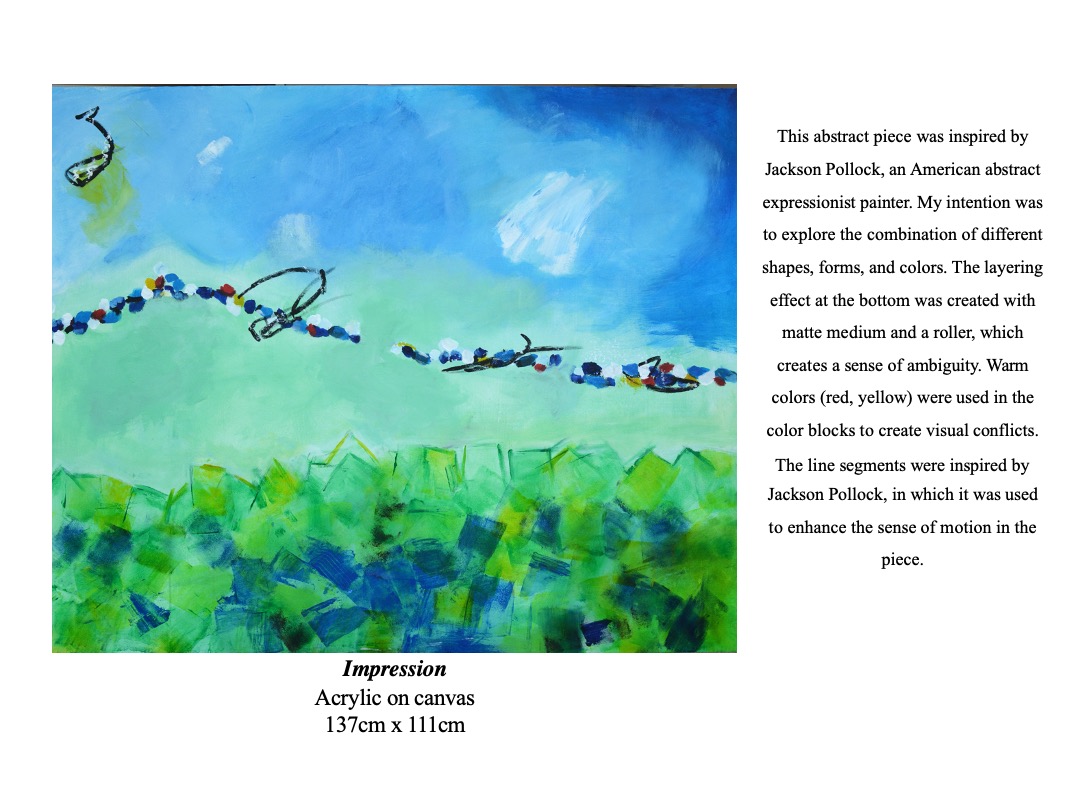 This abstract piece was inspired by
Jackson Pollock, an American abstract
expressionist painter. My intention was
to explore the combination of different
shapes, forms, and colors. The layering
effect at the bottom was created with
matte medium and a roller, which
creates a sense of ambiguity. Warm
colors (red, yellow) were used in the
color blocks to create visual conflicts.
The line segments were inspired by
Jackson Pollock, in which it was used
to enhance the sense of motion in the
piece.
Impression
Acrylic on canvas
137cm x 111cm